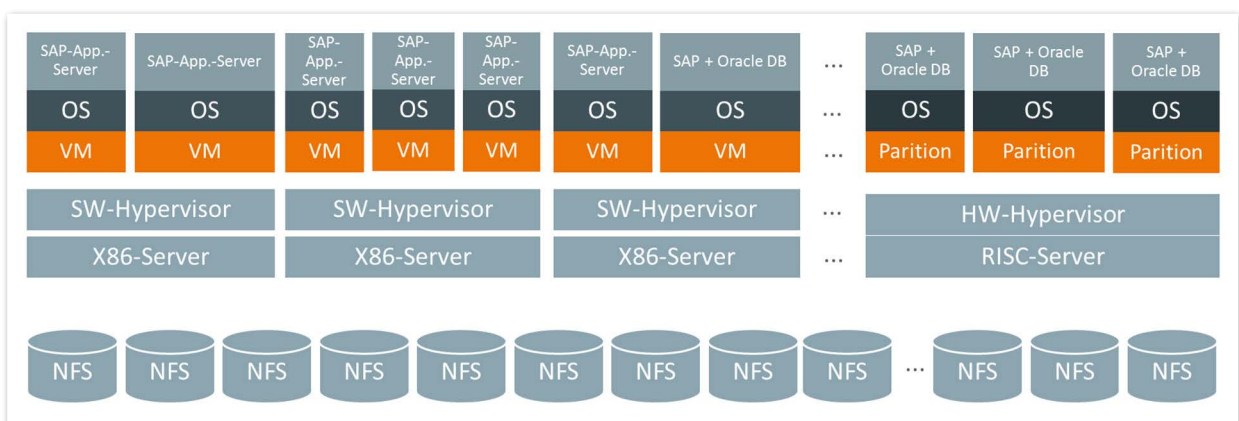 SAP-App.-
Server
SAP-App.-Server
SAP-
App.-
Server
SAP-
App.-
Server
SAP-
App.-
Server
SAP-App.-
Server
SAP + Oracle DB
...
SAP +
Oracle DB
SAP + Oracle
DB
SAP +
Oracle DB
OS
OS
OS
OS
OS
OS
OS
...
OS
OS
OS
VM
VM
VM
VM
VM
VM
VM
...
Parition
Parition
Parition
SW-Hypervisor
SW-Hypervisor
SW-Hypervisor
...
HW-Hypervisor
X86-Server
X86-Server
X86-Server
...
RISC-Server
NFS
NFS
NFS
NFS
NFS
NFS
NFS
NFS
NFS
...
NFS
NFS
NFS